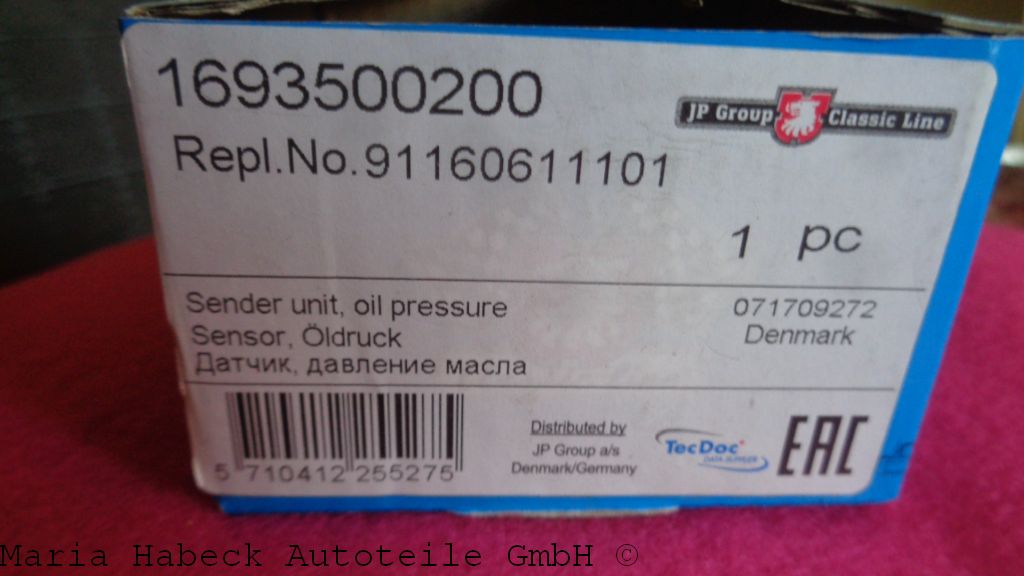 1693500200
JP Group Classic Line
Repl.No.91160611101
1 pc
Sender unit, oil pressure
071709272
Sensor, Öldruck
Denmark
Датчик, давление масла
Distributed by
JP Group a/s
Denmark/Germany
TecDoc
EAC
5 710412 255275
Maria Habeck Autoteile GmbH ©